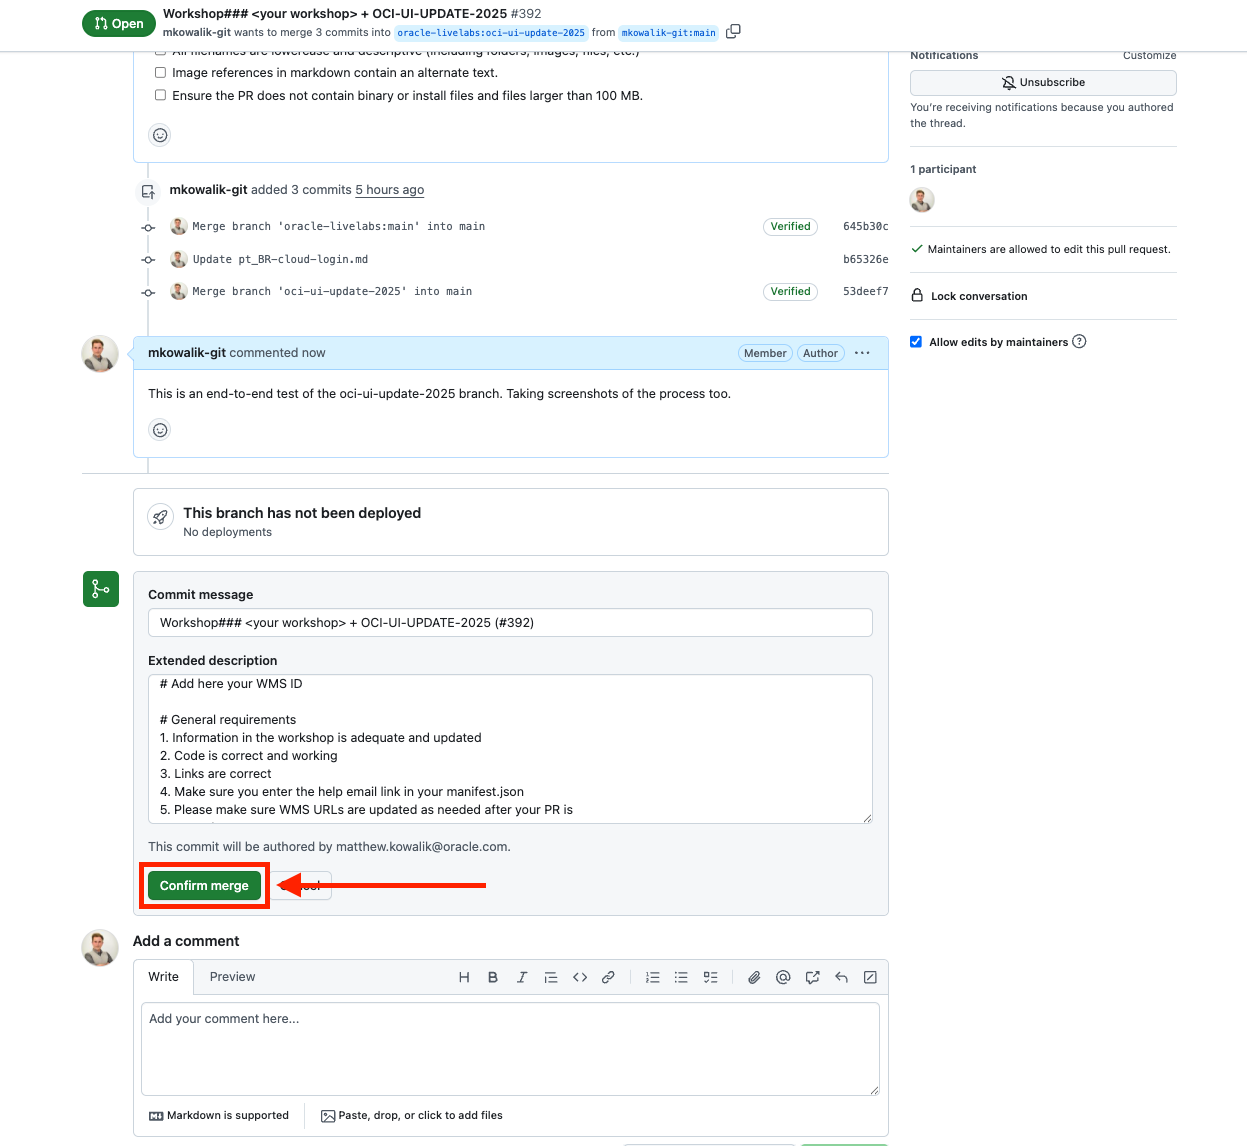 Open
Workshop### <your workshop> + OCI-UI-UPDATE-2025 #392
mkowalik-git wants to merge 3 commits into oracle-livelabs:oci-ui-update-2025 from mkowalik-git:main
All filenames are lowercase and descriptive (including folders, images, files, etc.)
Image references in markdown contain an alternate text.
Ensure the PR does not contain binary or install files and files larger than 100 MB.
mkowalik-git added 3 commits 5 hours ago
Merge branch 'oracle-livelabs:main' into main Verified 645b30c
Update pt_BR-cloud-login.md b65326e
Merge branch 'oci-ui-update-2025' into main Verified 53deef7
mkowalik-git commented now Member Author
This is an end-to-end test of the oci-ui-update-2025 branch. Taking screenshots of the process too.
This branch has not been deployed
No deployments
Commit message
Workshop### <your workshop> + OCI-UI-UPDATE-2025 (#392)
Extended description
# Add here your WMS ID
# General requirements
1. Information in the workshop is adequate and updated
2. Code is correct and working
3. Links are correct
4. Make sure you enter the help email link in your manifest.json
5. Please make sure WMS URLs are updated as needed after your PR is
This commit will be authored by matthew.kowalik@oracle.com.
Confirm merge
Add a comment
Write Preview
Add your comment here...
Markdown is supported
Paste, drop, or click to add files
Notifications Customize
Unsubscribe
You're receiving notifications because you authored
the thread.
1 participant
Maintainers are allowed to edit this pull request.
Lock conversation
Allow edits by maintainers